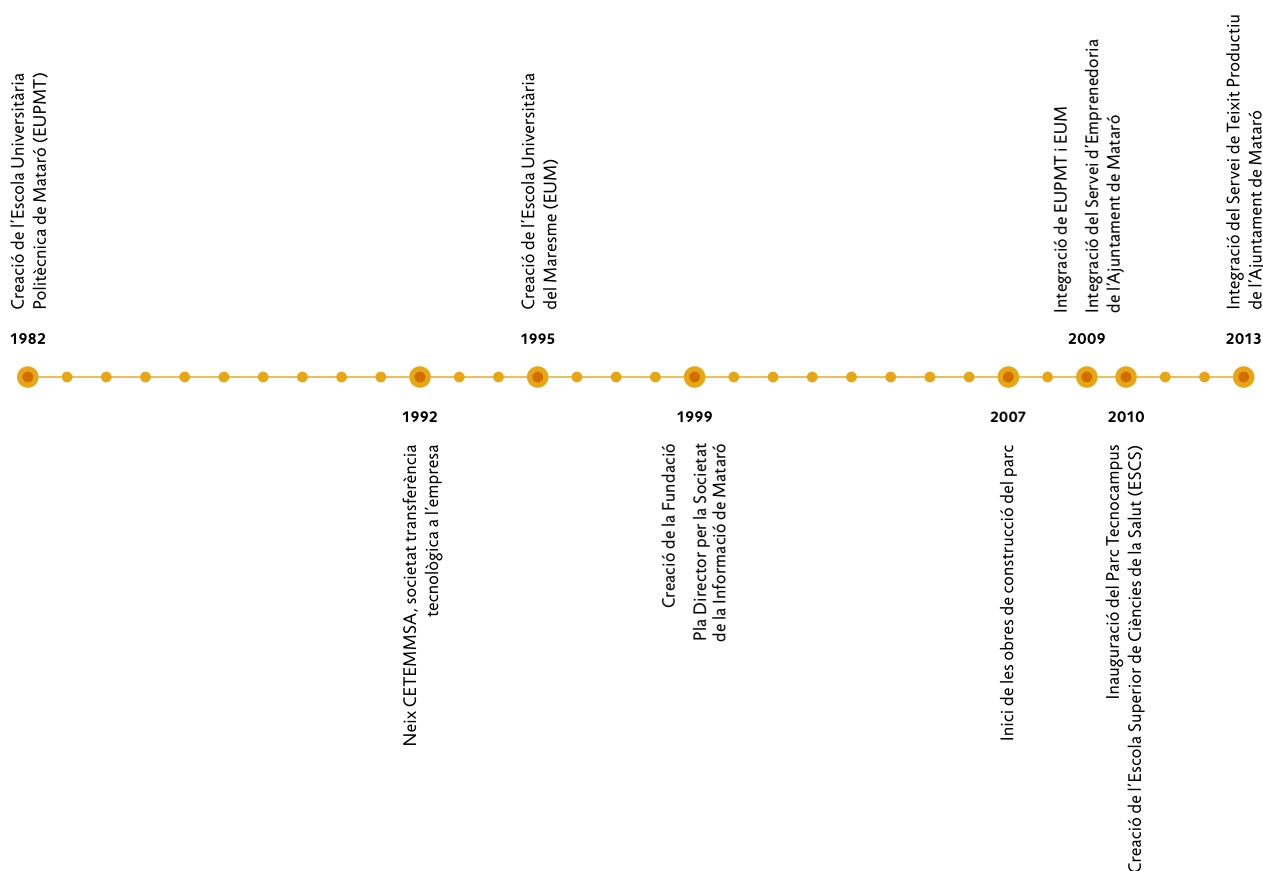 1982
Creació de l'Escola Universitària
Politècnica de Mataró (EUPMT)
1992
Neix CETEMMSA, societat transferència
tecnològica a l'empresa
1995
Creació de l'Escola Universitària
del Maresme (EUM)
1999
Creació de la Fundació
Pla Director per la Societat
de la Informació de Mataró
2007
Inici de les obres de construcció del parc
2009
Integració de EUPMT i EUM
Integració del Servei d'Emprenedoria
de l'Ajuntament de Mataró
2010
Inauguració del Parc Tecnocampus
Creació de l'Escola Superior de Ciències de la Salut (ESCS)
2013
Integració del Servei de Teixit Productiu
de l'Ajuntament de Mataró